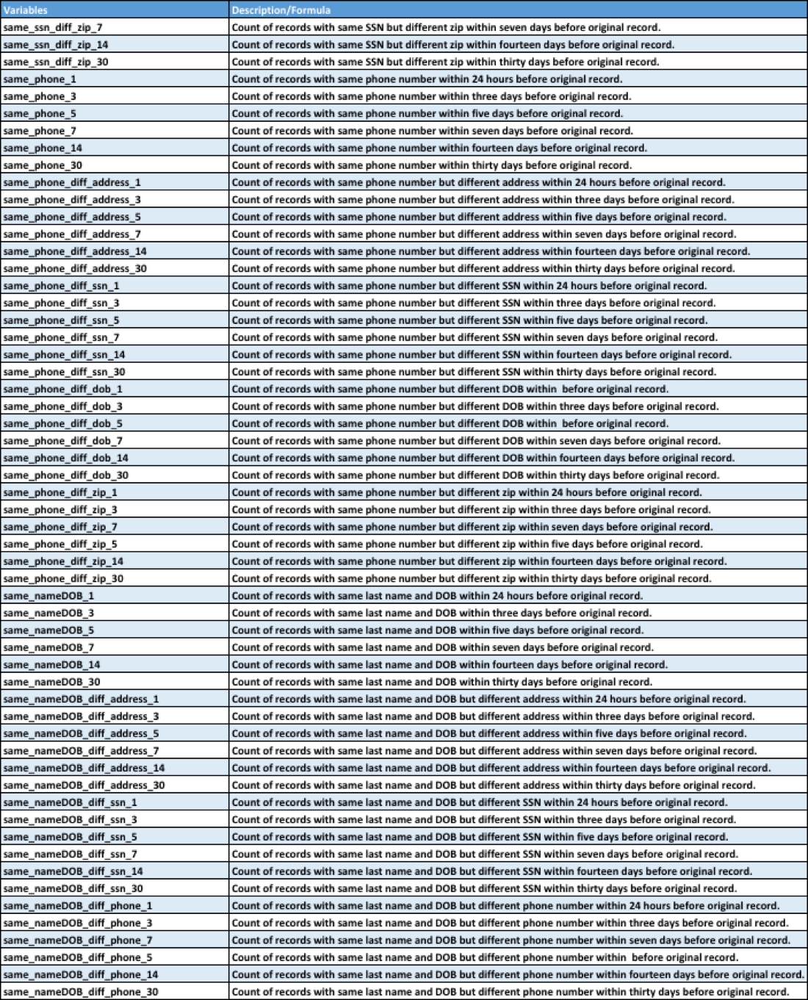 Variables Description/Formula
same_ssn_diff_zip_7 Count of records with same SSN but different zip within seven days before original record.
same_ssn_diff_zip_14 Count of records with same SSN but different zip within fourteen days before original record.
same_ssn_diff_zip_30 Count of records with same SSN but different zip within thirty days before original record.
same_phone_1 Count of records with same phone number within 24 hours before original record.
same_phone_3 Count of records with same phone number within three days before original record.
same_phone_5 Count of records with same phone number within five days before original record.
same_phone_7 Count of records with same phone number within seven days before original record.
same_phone_14 Count of records with same phone number within fourteen days before original record.
same_phone_30 Count of records with same phone number within thirty days before original record.
same_phone_diff_address_1 Count of records with same phone number but different address within 24 hours before original record.
same_phone_diff_address_3 Count of records with same phone number but different address within three days before original record.
same_phone_diff_address_5 Count of records with same phone number but different address within five days before original record.
same_phone_diff_address_7 Count of records with same phone number but different address within seven days before original record.
same_phone_diff_address_14 Count of records with same phone number but different address within fourteen days before original record.
same_phone_diff_address_30 Count of records with same phone number but different address within thirty days before original record.
same_phone_diff_ssn_1 Count of records with same phone number but different SSN within 24 hours before original record.
same_phone_diff_ssn_3 Count of records with same phone number but different SSN within three days before original record.
same_phone_diff_ssn_5 Count of records with same phone number but different SSN within five days before original record.
same_phone_diff_ssn_7 Count of records with same phone number but different SSN within seven days before original record.
same_phone_diff_ssn_14 Count of records with same phone number but different SSN within fourteen days before original record.
same_phone_diff_ssn_30 Count of records with same phone number but different SSN within thirty days before original record.
same_phone_diff_dob_1 Count of records with same phone number but different DOB within  before original record.
same_phone_diff_dob_3 Count of records with same phone number but different DOB within three days before original record.
same_phone_diff_dob_5 Count of records with same phone number but different DOB within  before original record.
same_phone_diff_dob_7 Count of records with same phone number but different DOB within seven days before original record.
same_phone_diff_dob_14 Count of records with same phone number but different DOB within fourteen days before original record.
same_phone_diff_dob_30 Count of records with same phone number but different DOB within thirty days before original record.
same_phone_diff_zip_1 Count of records with same phone number but different zip within 24 hours before original record.
same_phone_diff_zip_3 Count of records with same phone number but different zip within three days before original record.
same_phone_diff_zip_7 Count of records with same phone number but different zip within seven days before original record.
same_phone_diff_zip_5 Count of records with same phone number but different zip within five days before original record.
same_phone_diff_zip_14 Count of records with same phone number but different zip within fourteen days before original record.
same_phone_diff_zip_30 Count of records with same phone number but different zip within thirty days before original record.
same_nameDOB_1 Count of records with same last name and DOB within 24 hours before original record.
same_nameDOB_3 Count of records with same last name and DOB within three days before original record.
same_nameDOB_5 Count of records with same last name and DOB within five days before original record.
same_nameDOB_7 Count of records with same last name and DOB within seven days before original record.
same_nameDOB_14 Count of records with same last name and DOB within fourteen days before original record.
same_nameDOB_30 Count of records with same last name and DOB within thirty days before original record.
same_nameDOB_diff_address_1 Count of records with same last name and DOB but different address within 24 hours before original record.
same_nameDOB_diff_address_3 Count of records with same last name and DOB but different address within three days before original record.
same_nameDOB_diff_address_5 Count of records with same last name and DOB but different address within five days before original record.
same_nameDOB_diff_address_7 Count of records with same last name and DOB but different address within seven days before original record.
same_nameDOB_diff_address_14 Count of records with same last name and DOB but different address within fourteen days before original record.
same_nameDOB_diff_address_30 Count of records with same last name and DOB but different address within thirty days before original record.
same_nameDOB_diff_ssn_1 Count of records with same last name and DOB but different SSN within 24 hours before original record.
same_nameDOB_diff_ssn_3 Count of records with same last name and DOB but different SSN within three days before original record.
same_nameDOB_diff_ssn_5 Count of records with same last name and DOB but different SSN within five days before original record.
same_nameDOB_diff_ssn_7 Count of records with same last name and DOB but different SSN within seven days before original record.
same_nameDOB_diff_ssn_14 Count of records with same last name and DOB but different SSN within fourteen days before original record.
same_nameDOB_diff_ssn_30 Count of records with same last name and DOB but different SSN within thirty days before original record.
same_nameDOB_diff_phone_1 Count of records with same last name and DOB but different phone number within 24 hours before original record.
same_nameDOB_diff_phone_3 Count of records with same last name and DOB but different phone number within three days before original record.
same_nameDOB_diff_phone_7 Count of records with same last name and DOB but different phone number within seven days before original record.
same_nameDOB_diff_phone_5 Count of records with same last name and DOB but different phone number within  before original record.
same_nameDOB_diff_phone_14 Count of records with same last name and DOB but different phone number within fourteen days before original record.
same_nameDOB_diff_phone_30 Count of records with same last name and DOB but different phone number within thirty days before original record.